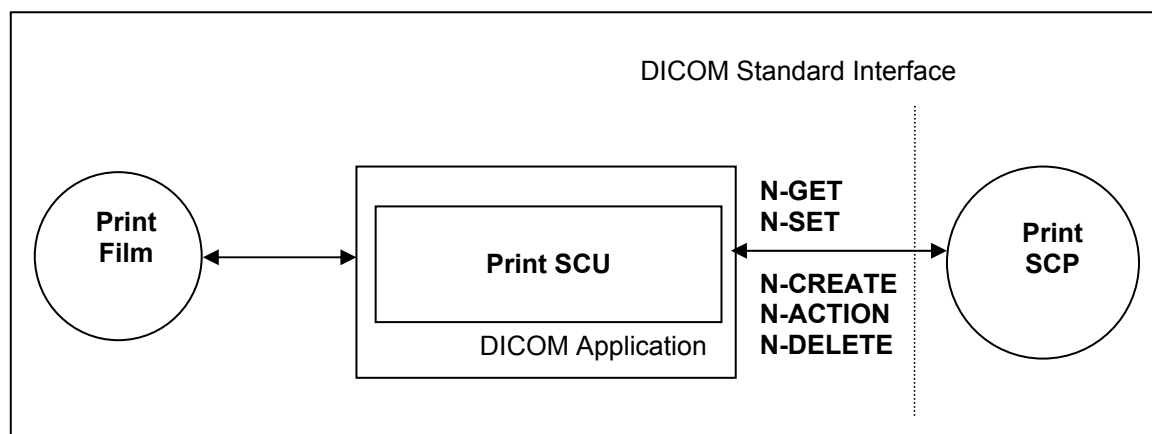 DICOM Standard Interface
Print
Film
Print SCU
DICOM Application
N-GET
N-SET
N-CREATE
N-ACTION
N-DELETE
Print
SCP